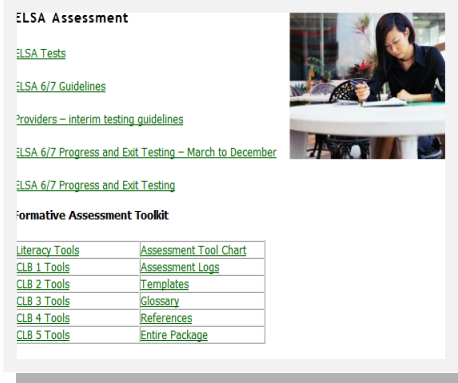 ELSA Assessment
ELSA Tests
ELSA 6/7 Guidelines
Providers – interim testing guidelines
ELSA 6/7 Progress and Exit Testing – March to December
ELSA 6/7 Progress and Exit Testing
Formative Assessment Toolkit
Literacy Tools Assessment Tool Chart
CLB 1 Tools Assessment Logs
CLB 2 Tools Templates
CLB 3 Tools Glossary
CLB 4 Tools References
CLB 5 Tools Entire Package